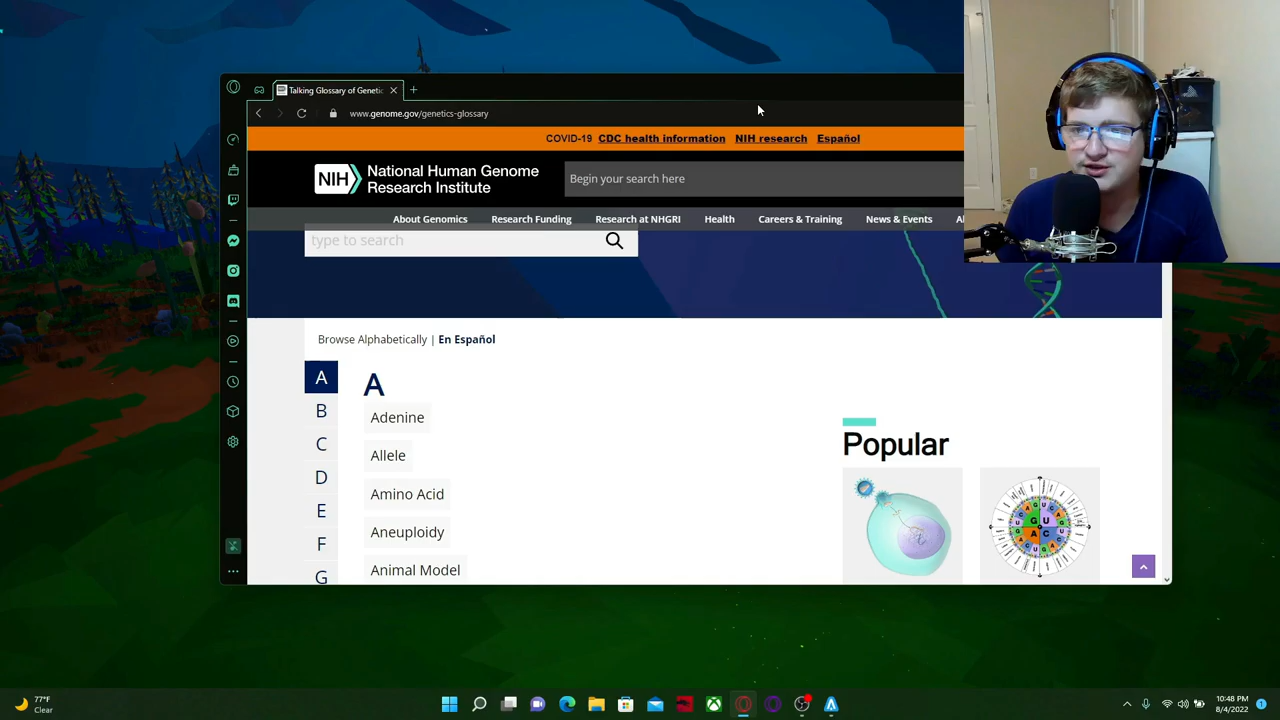 Talking Glossary of Genetic
www.genome.gov/genetics-glossary
COVID-19 CDC health information NIH research Español
NIH National Human Genome
Research Institute
Begin your search here
About Genomics Research Funding Research at NHGRI Health Careers & Training News & Events
type to search
Browse Alphabetically | En Español
A
B
C
D
E
F
G
A
Adenine
Allele
Amino Acid
Aneuploidy
Animal Model
Popular
G U
A C
77°F
Clear
10:48 PM
8/4/2022